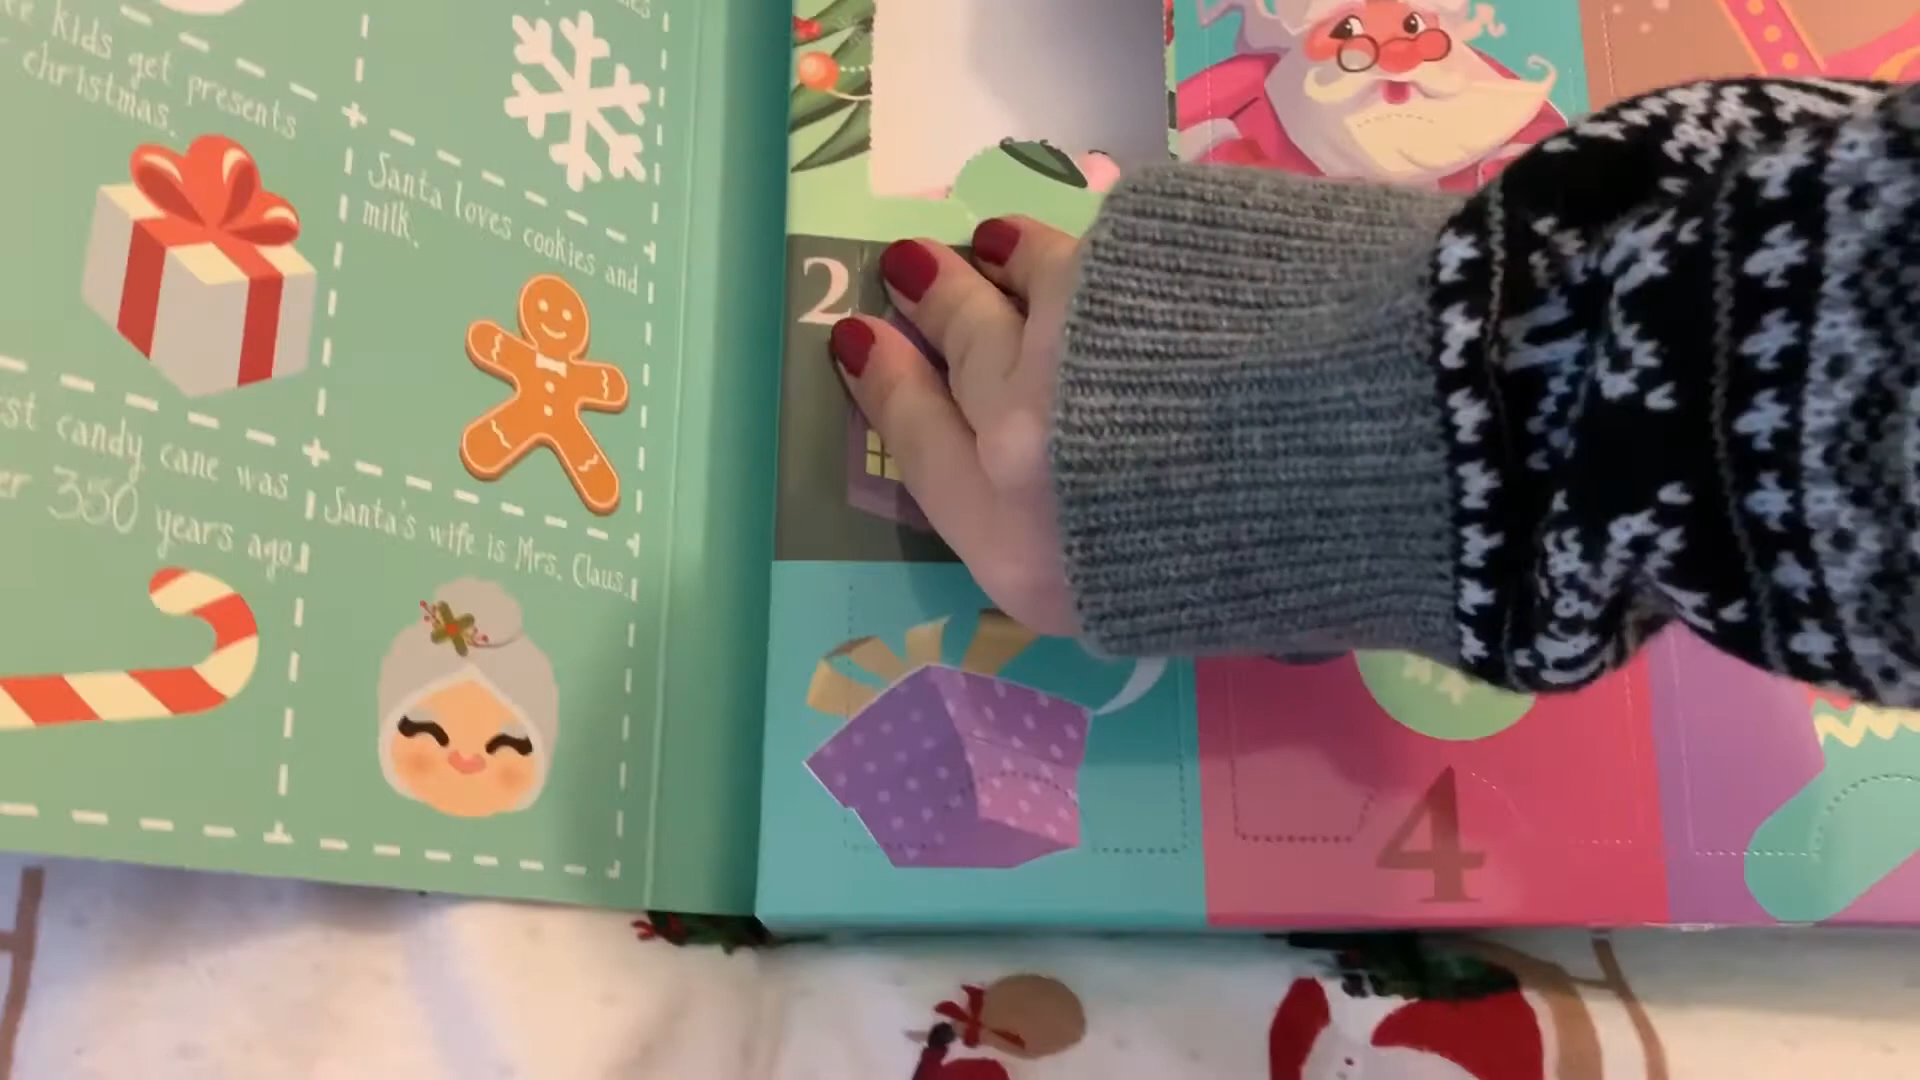 kids get presents
christmas.
Santa loves cookies and
milk.
candy cane was
350 years ago.
Santa's wife is Mrs. Claus.
2
4